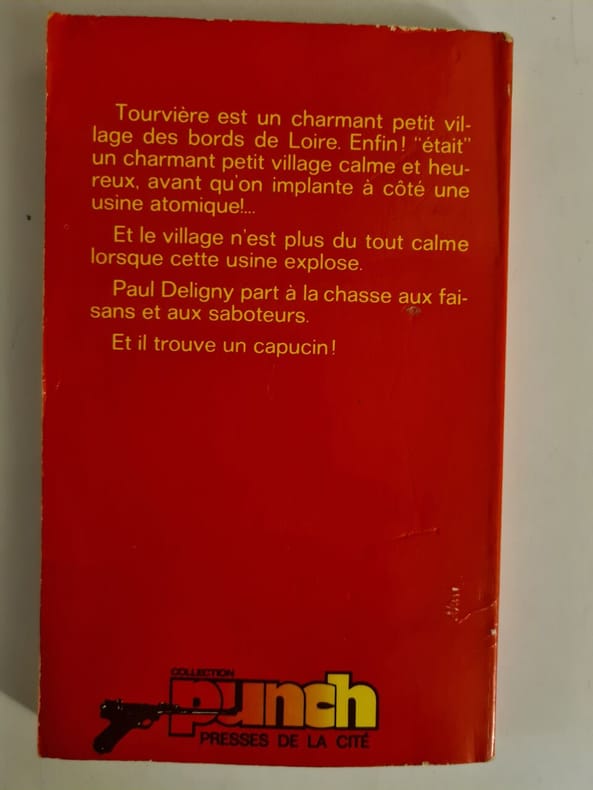 Tourvière est un charmant petit vil-
lage des bords de Loire. Enfin! "était"
un charmant petit village calme et heu-
reux, avant qu'on implante à côté une
usine atomique!...
Et le village n'est plus du tout calme
lorsque cette usine explose.
Paul Deligny part à la chasse aux fai-
sans et aux saboteurs.
Et il trouve un capucin!
COLLECTION
punch
PRESSES DE LA CITÉ